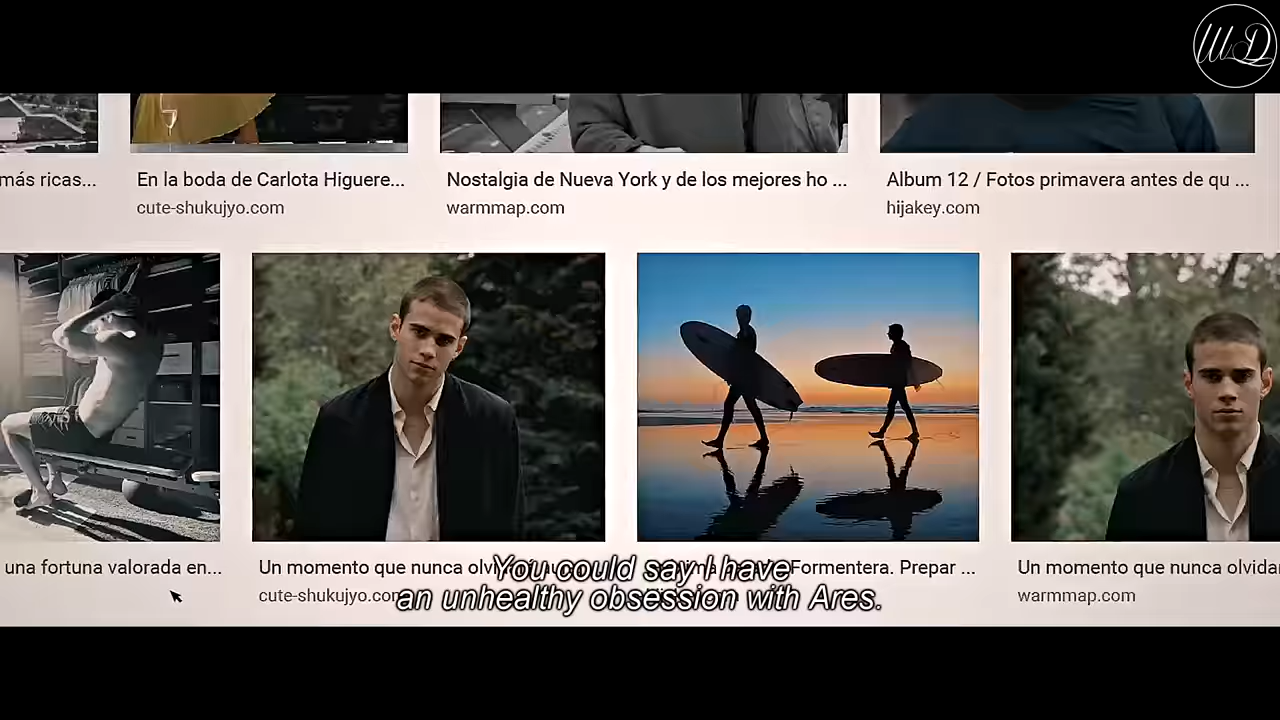 WD
más ricas...
En la boda de Carlota Higuere...
Nostalgia de Nueva York y de los mejores ho ...
Album 12 / Fotos primavera antes de qu ...
cute-shukujyo.com
warmmap.com
hijakey.com
una fortuna valorada en...
Un momento que nunca olv
Formentera. Prepar ...
Un momento que nunca olvida
cute-shukujyo.com
warmmap.com
You could say I have
an unhealthy obsession with Ares.